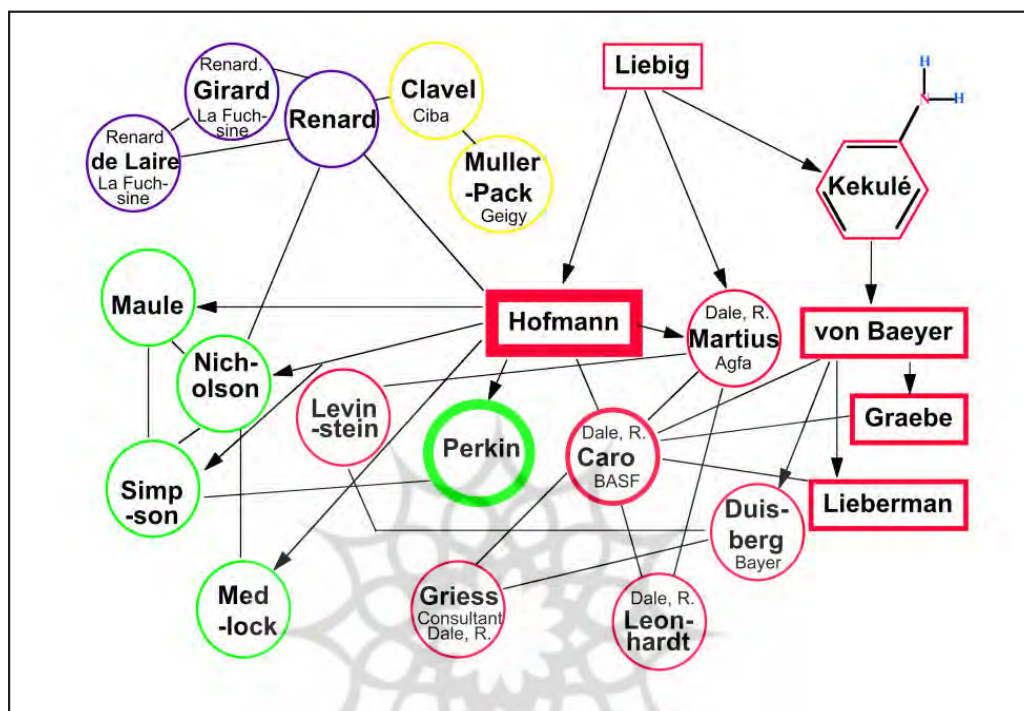 Renard.
Girard
La Fuch-
sine
Renard
Clavel
Ciba
Liebig
H
N
H
Renard
de Laire
La Fuch-
sine
Muller
-Pack
Geigy
Kekulé
Maule
Hofmann
Dale, R.
Martius
Agfa
von Baeyer
Nich-
olson
Levin
-stein
Perkin
Dale, R.
Caro
BASF
Graebe
Simp
-son
Duis-
berg
Bayer
Lieberman
Med
-lock
Griess
Consultant
Dale, R.
Dale, R.
Leon-
hardt